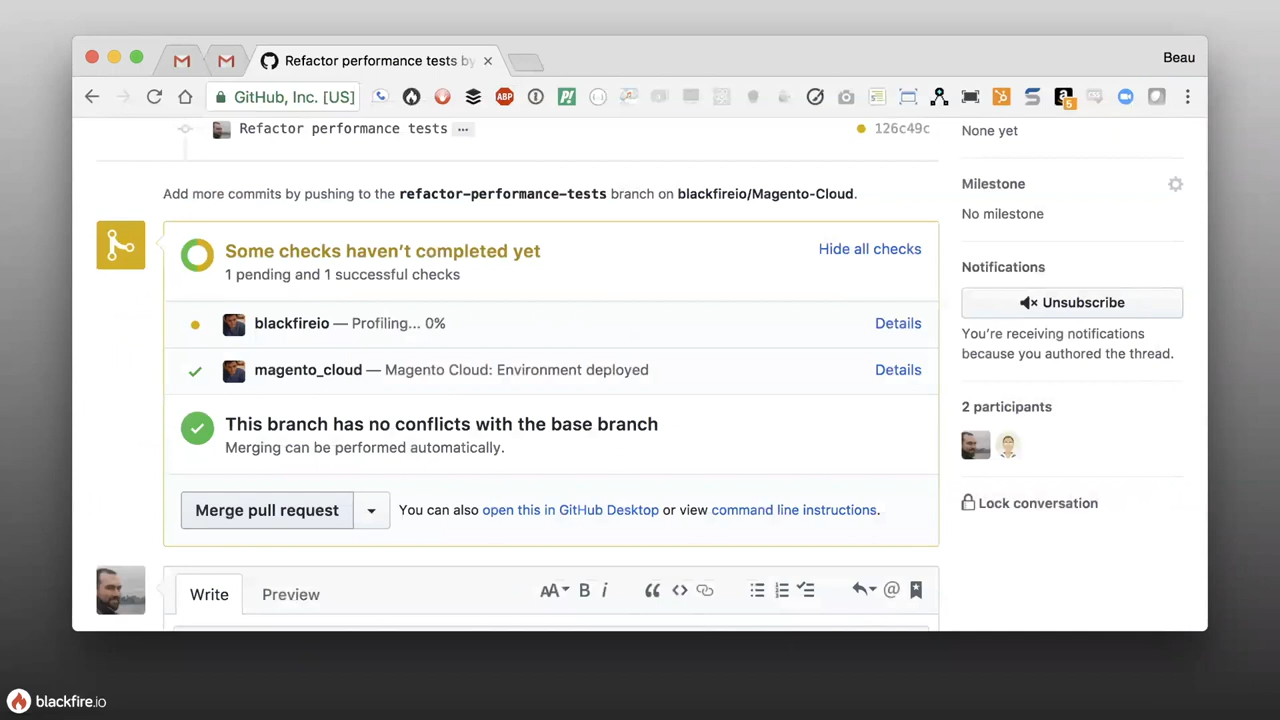 Refactor performance tests by
Beau
GitHub, Inc. [US]
ABP
5
Refactor performance tests ...
126c49c
None yet
Add more commits by pushing to the refactor-performance-tests branch on blackfireio/Magento-Cloud.
Milestone
No milestone
Some checks haven’t completed yet
Hide all checks
1 pending and 1 successful checks
Notifications
Unsubscribe
blackfireio — Profiling... 0%
Details
You’re receiving notifications
because you authored the thread.
magento_cloud — Magento Cloud: Environment deployed
Details
2 participants
This branch has no conflicts with the base branch
Merging can be performed automatically.
Lock conversation
Merge pull request
You can also open this in GitHub Desktop or view command line instructions.
Write
Preview
AA
B
i
@
blackfire.io